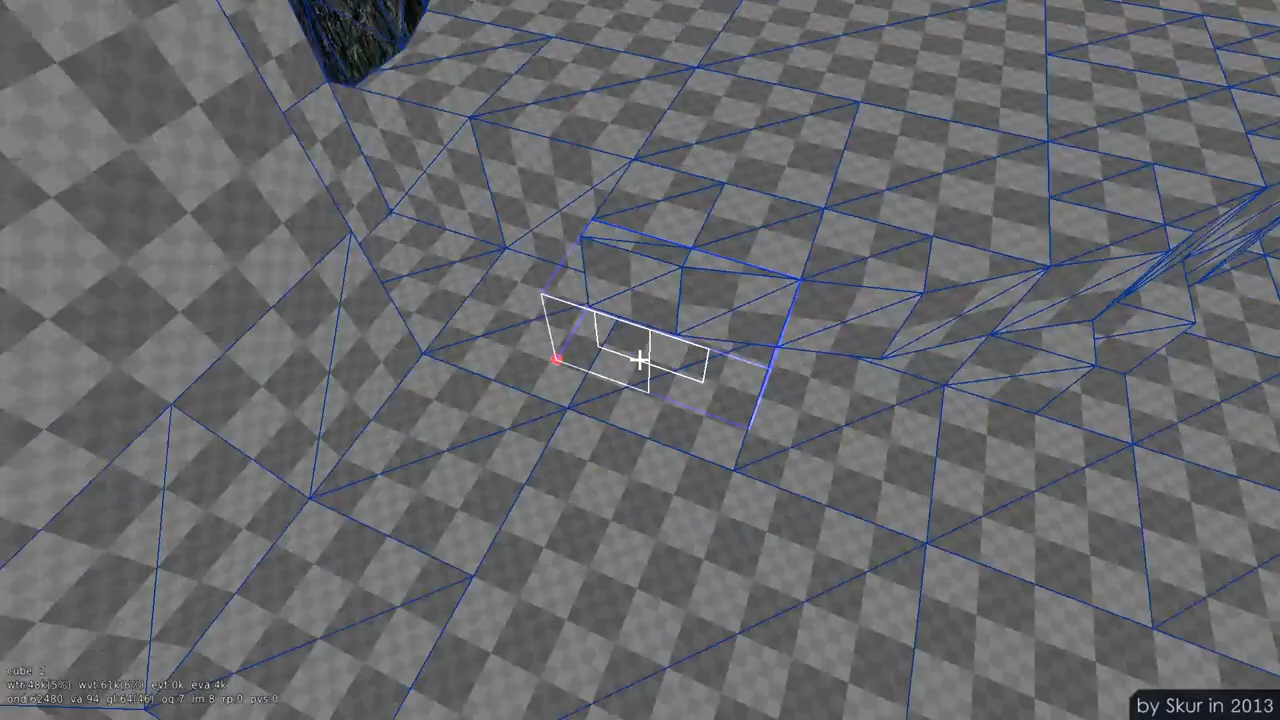 cube 2
wtr:48k(5%) wvt:61k(6%) evt:0k eva:4k
ond:62480 va:94 gl:64(46) oq:7 lm:8 rp:0 pvs:0
by Skur in 2013